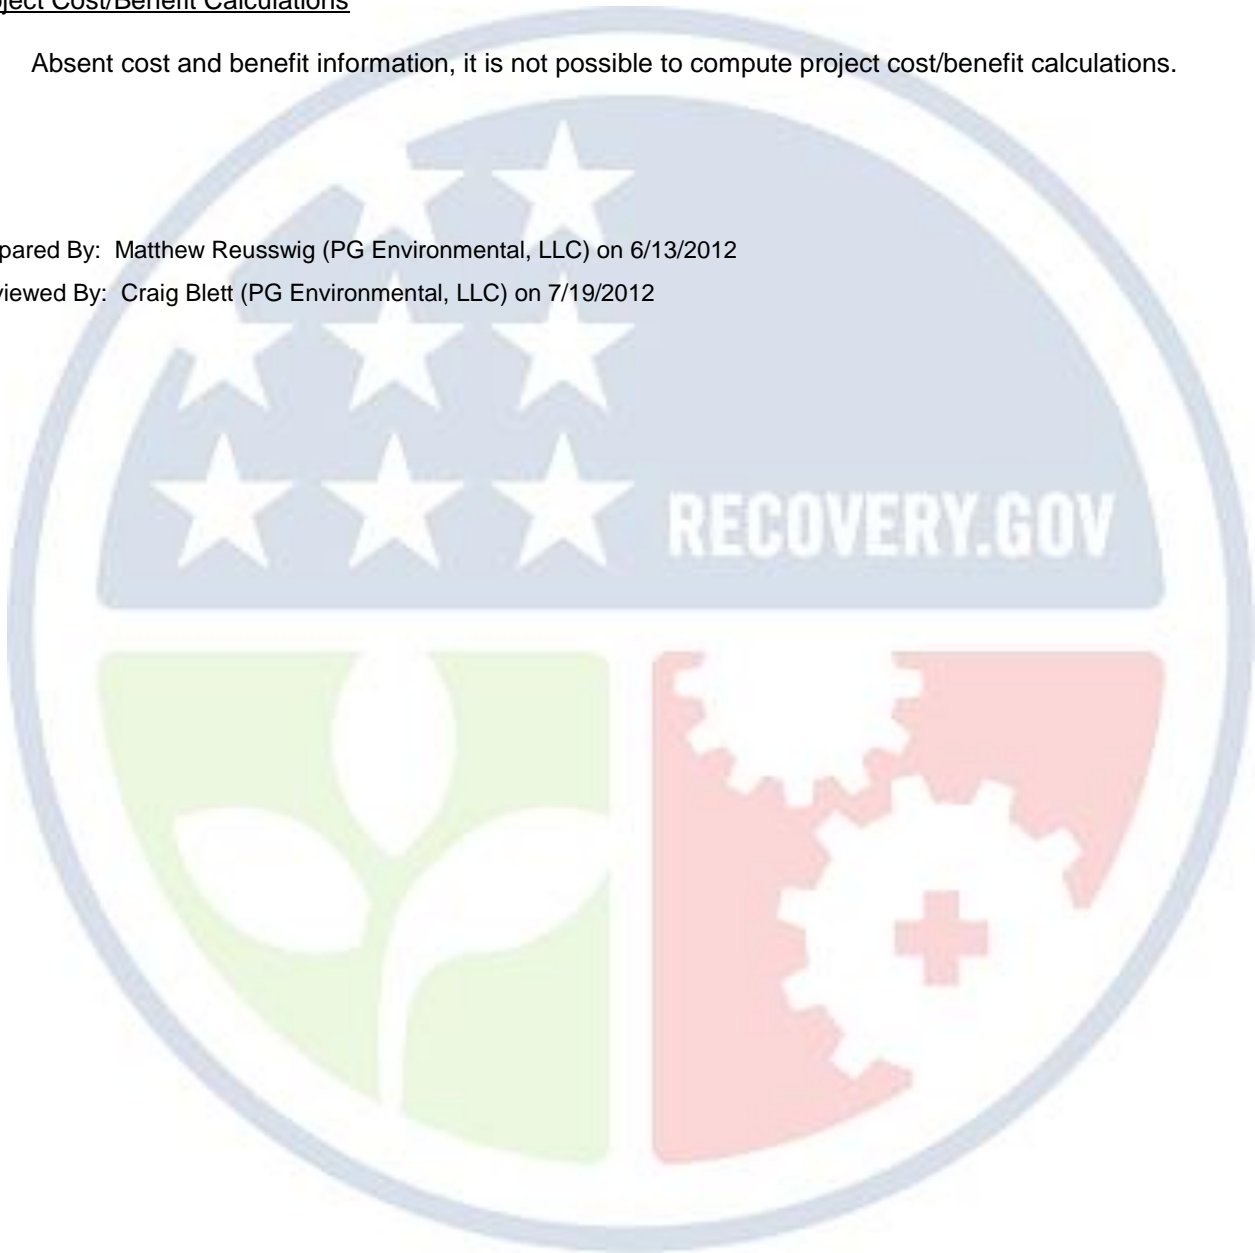 ject Cost/Benefit Calculations
Absent cost and benefit information, it is not possible to compute project cost/benefit calculations.
pared By: Matthew Reusswig (PG Environmental, LLC) on 6/13/2012
viewed By: Craig Blett (PG Environmental, LLC) on 7/19/2012
RECOVERY.GOV